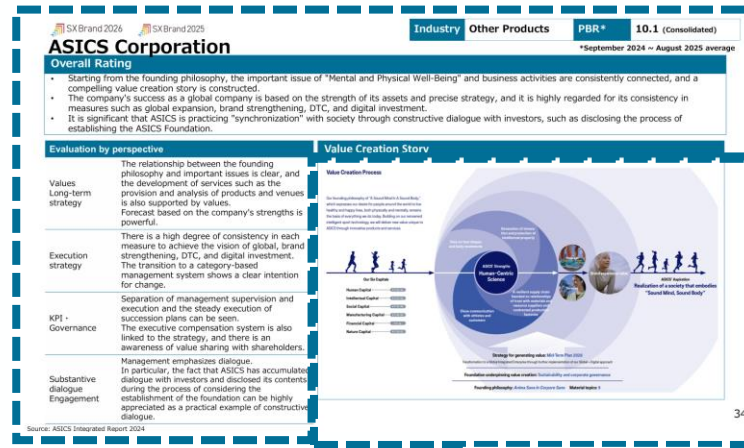 SX Brand 2026
SX Brand 2025
ASICS Corporation
Industry
Other Products
PBR*
10.1 (Consolidated)
*September 2024 ~ August 2025 average
Overall Rating
• Starting from the founding philosophy, the important issue of "Mental and Physical Well-Being" and business activities are consistently connected, and a
compelling value creation story is constructed.
• The company's success as a global company is based on the strength of its assets and precise strategy, and it is highly regarded for its consistency in
measures such as global expansion, brand strengthening, DTC, and digital investment.
• It is significant that ASICS is practicing "synchronization" with society through constructive dialogue with investors, such as disclosing the process of
establishing the ASICS Foundation.
Evaluation by perspective
Values
Long-term
strategy
The relationship between the founding
philosophy and important issues is clear, and
the development of services such as the
provision and analysis of products and venues
is also supported by values.
Forecast based on the company's strengths is
powerful.
Execution
strategy
There is a high degree of consistency in each
measure to achieve the vision of global, brand
strengthening, DTC, and digital investment.
The transition to a category-based
management system shows a clear intention
for change.
KPI・
Governance
Separation of management supervision and
execution and the steady execution of
succession plans can be seen.
The executive compensation system is also
linked to the strategy, and there is an
awareness of value sharing with shareholders.
Substantive
dialogue
Engagement
Management emphasizes dialogue.
In particular, the fact that ASICS has accumulated
dialogue with investors and disclosed its contents
during the process of considering the
establishment of the foundation can be highly
appreciated as a practical example of constructive
dialogue.
Value Creation Story
Value Creation Process
Our founding philosophy of "A Sound Mind in A Sound Body,"
Our Six Capitals
Human Capital
Intellectual Capital
Social Capital
Manufacturing Capital
Financial Capital
Nature Capital
ASICS' Strengths
Human-Centric
Science
ASICS' Aspiration
Realization of a society that embodies
"Sound Mind, Sound Body"
Strategy for generating value: Mid-Term Plan 2026
Foundation underpinning value creation: Sustainability and corporate governance
Founding philosophy: Anima Sana In Corpore Sano
Source: ASICS Integrated Report 2024
34